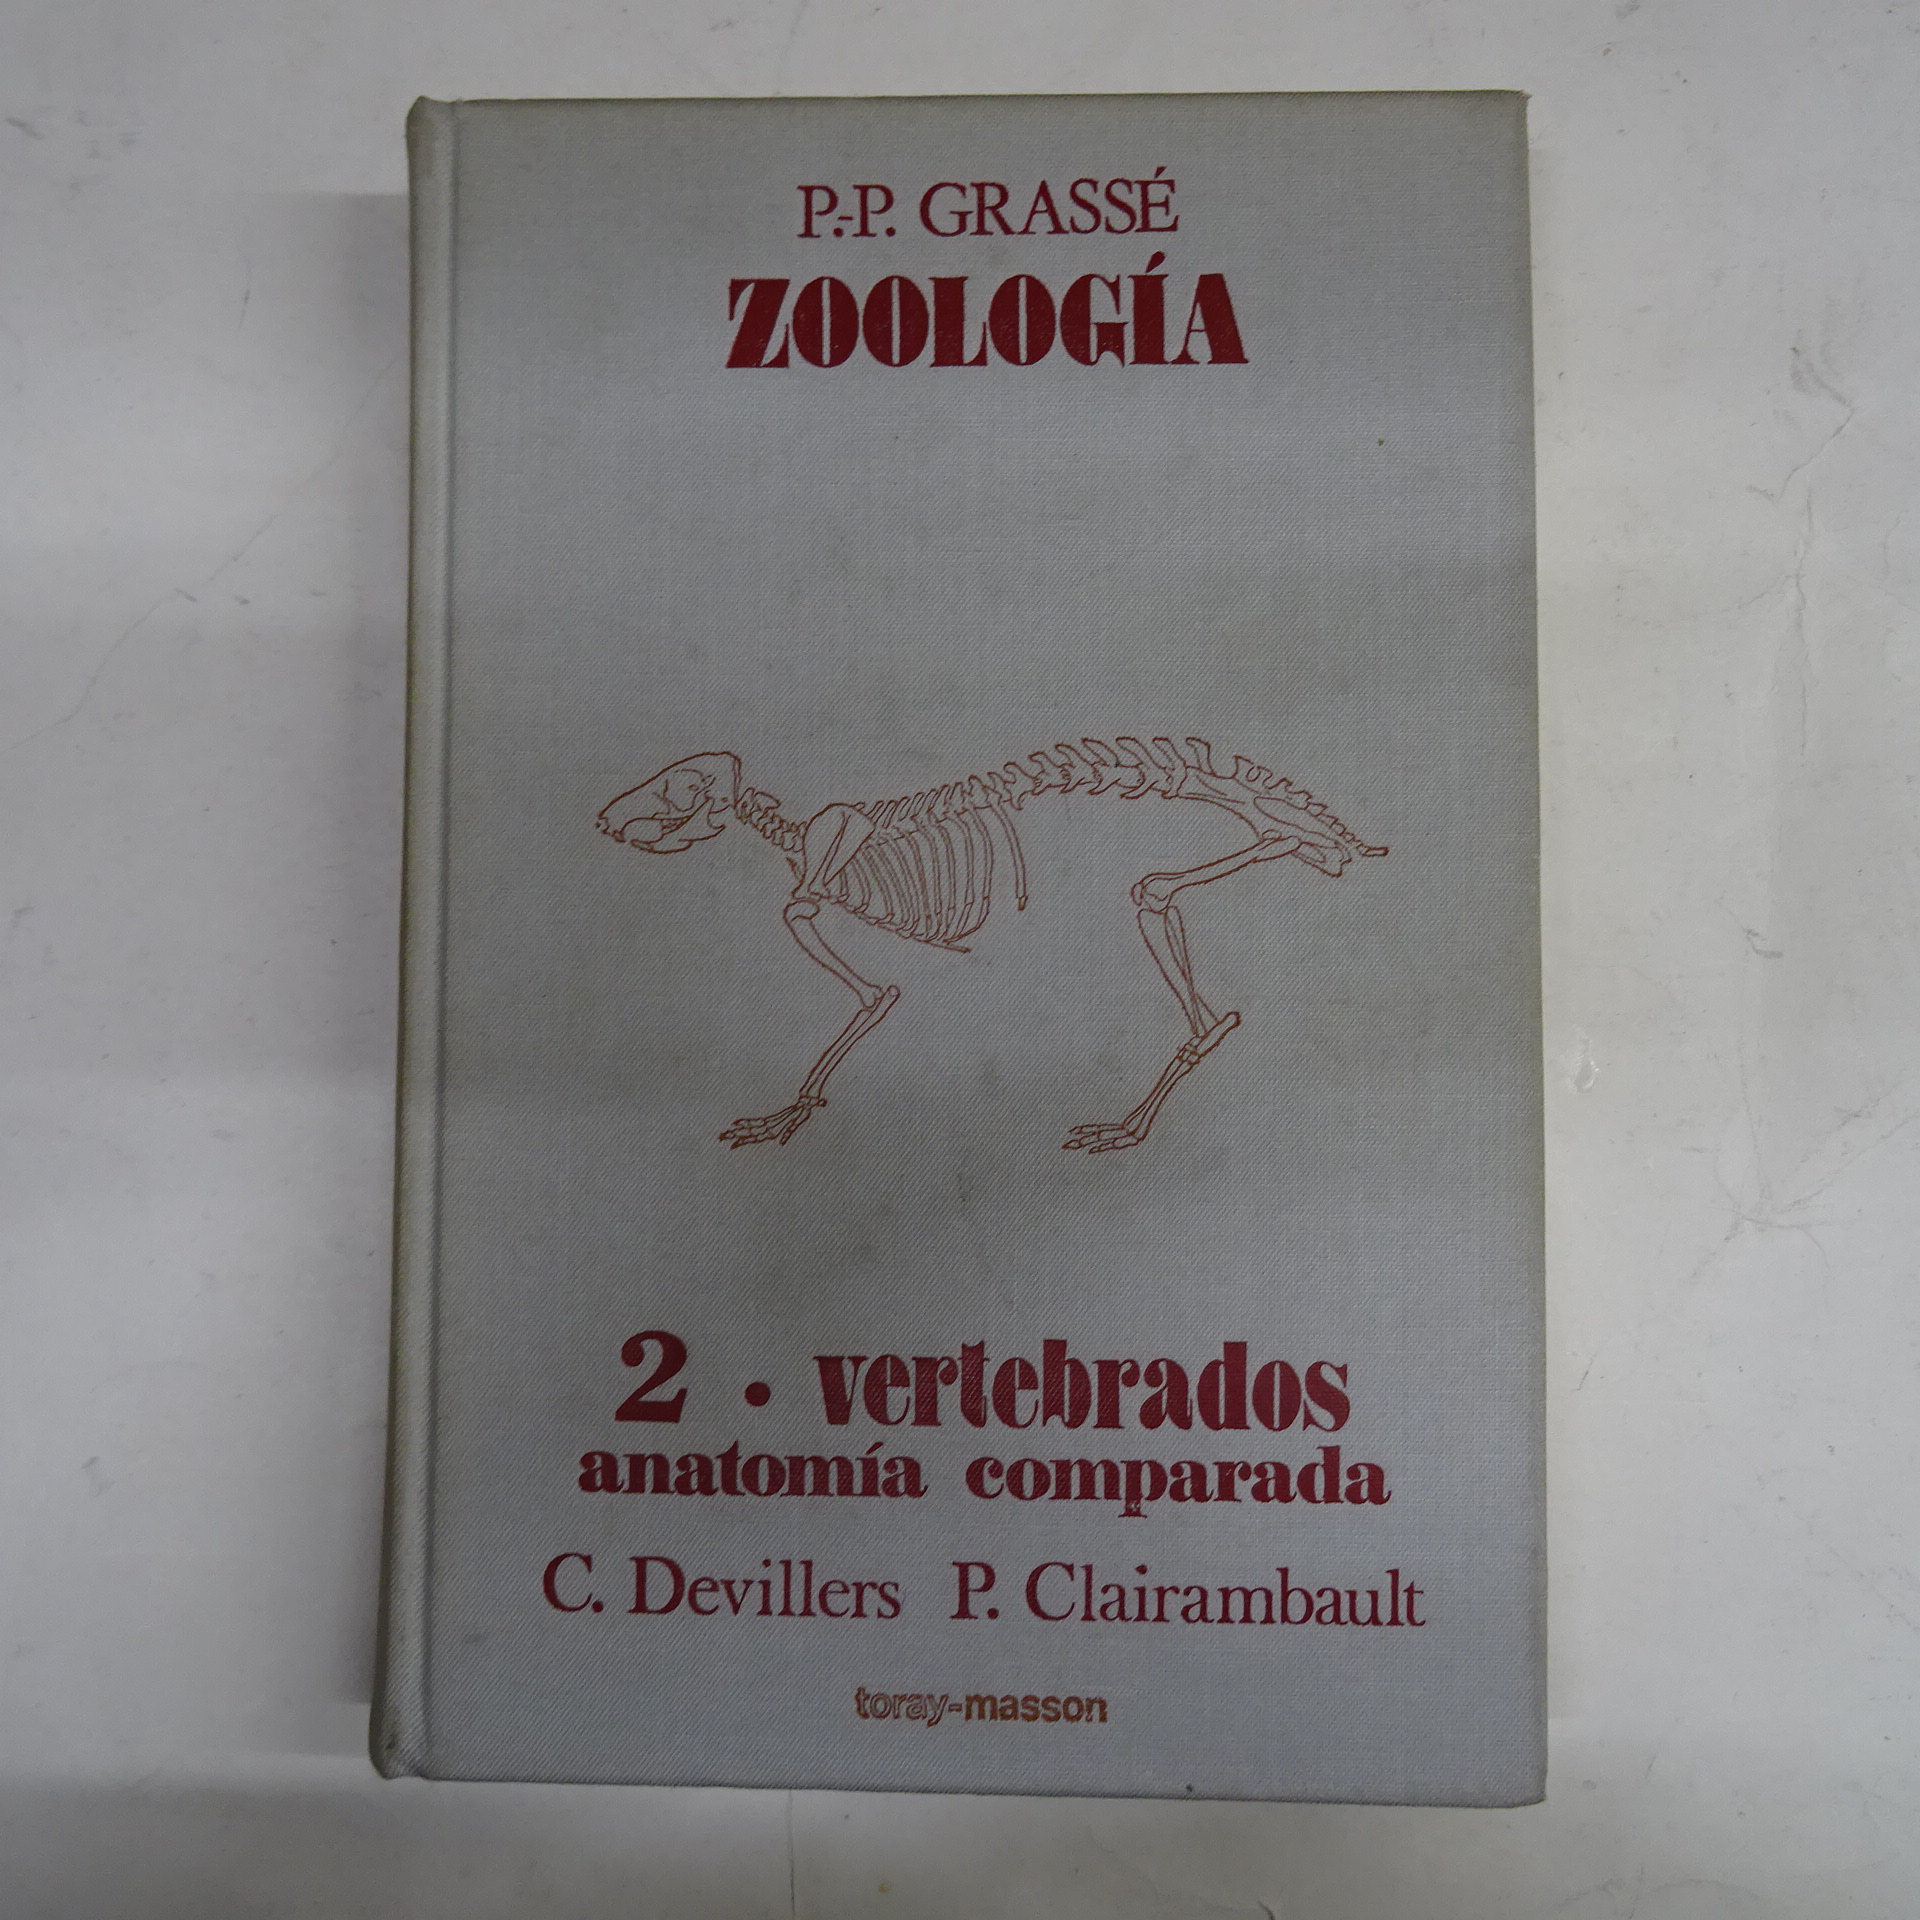 P.-P. GRASSÉ
ZOOLOGÍA
2 • vertebrados
anatomía comparada
C. Devillers P. Clairambault
toray-masson